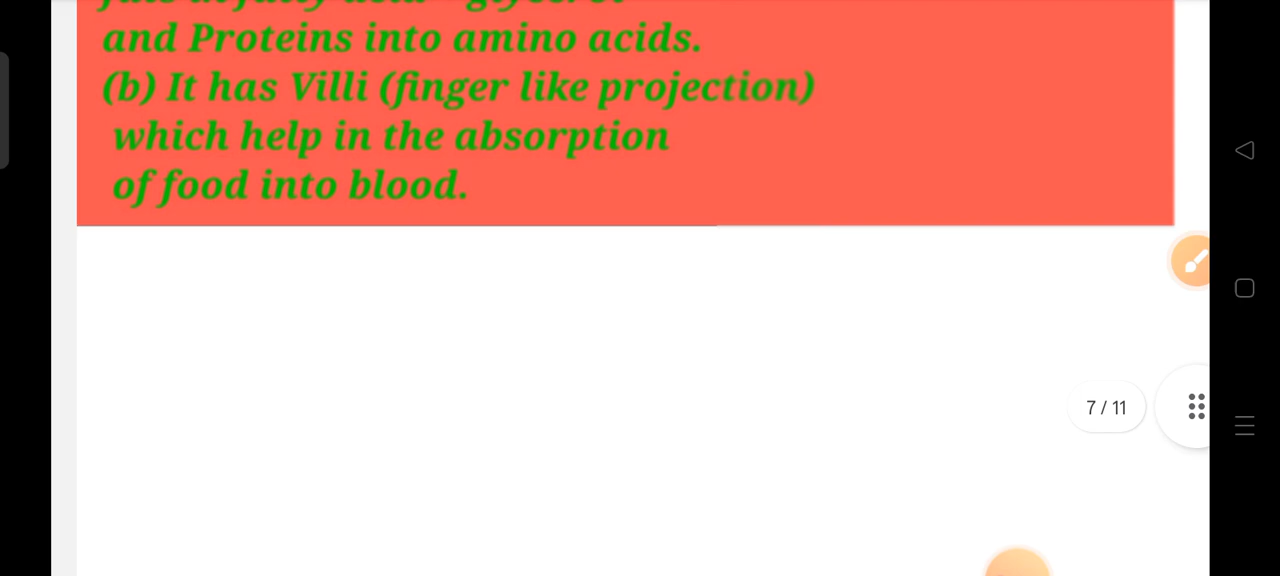 and Proteins into amino acids.
(b) It has Villi (finger like projection)
which help in the absorption
of food into blood.
7 / 11